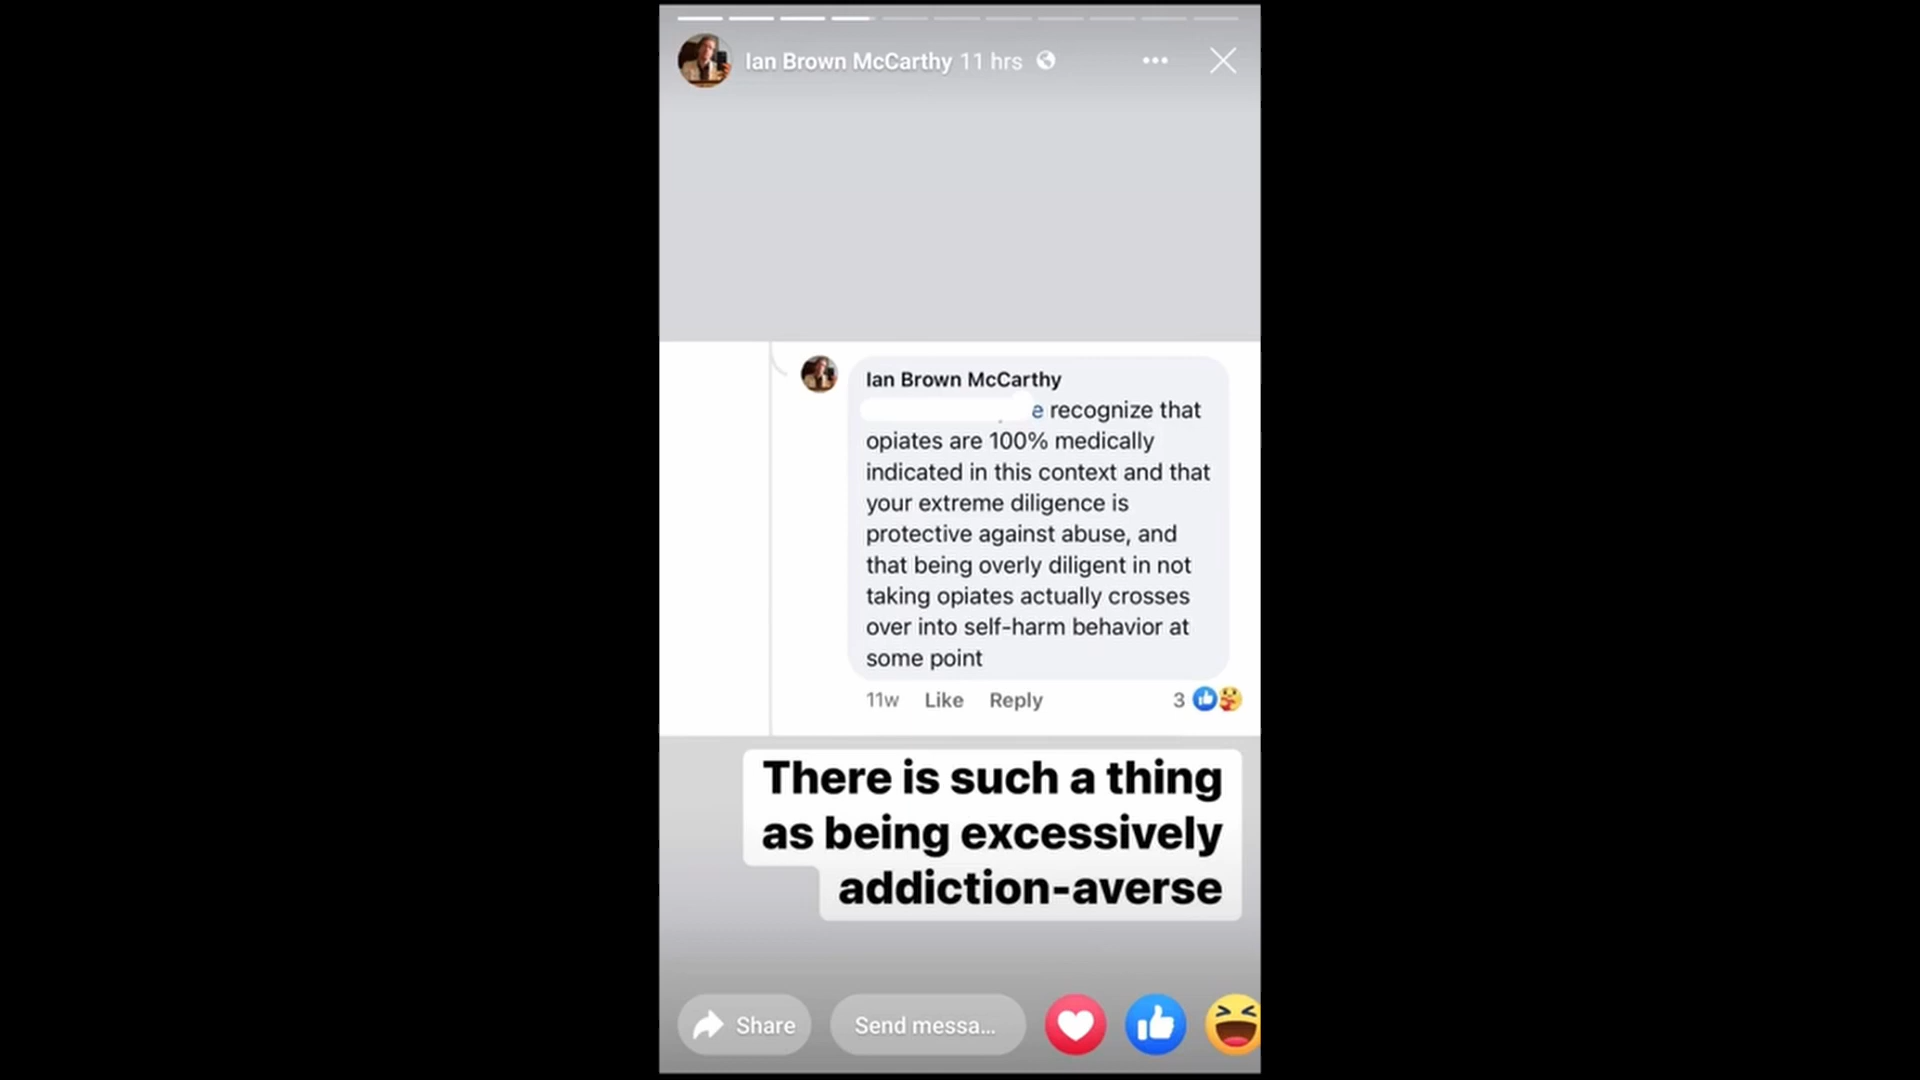 Ian Brown McCarthy 11 hrs
Ian Brown McCarthy
e recognize that
opiates are 100% medically
indicated in this context and that
your extreme diligence is
protective against abuse, and
that being overly diligent in not
taking opiates actually crosses
over into self-harm behavior at
some point
11w Like Reply 3
There is such a thing
as being excessively
addiction-averse
Share Send messa...